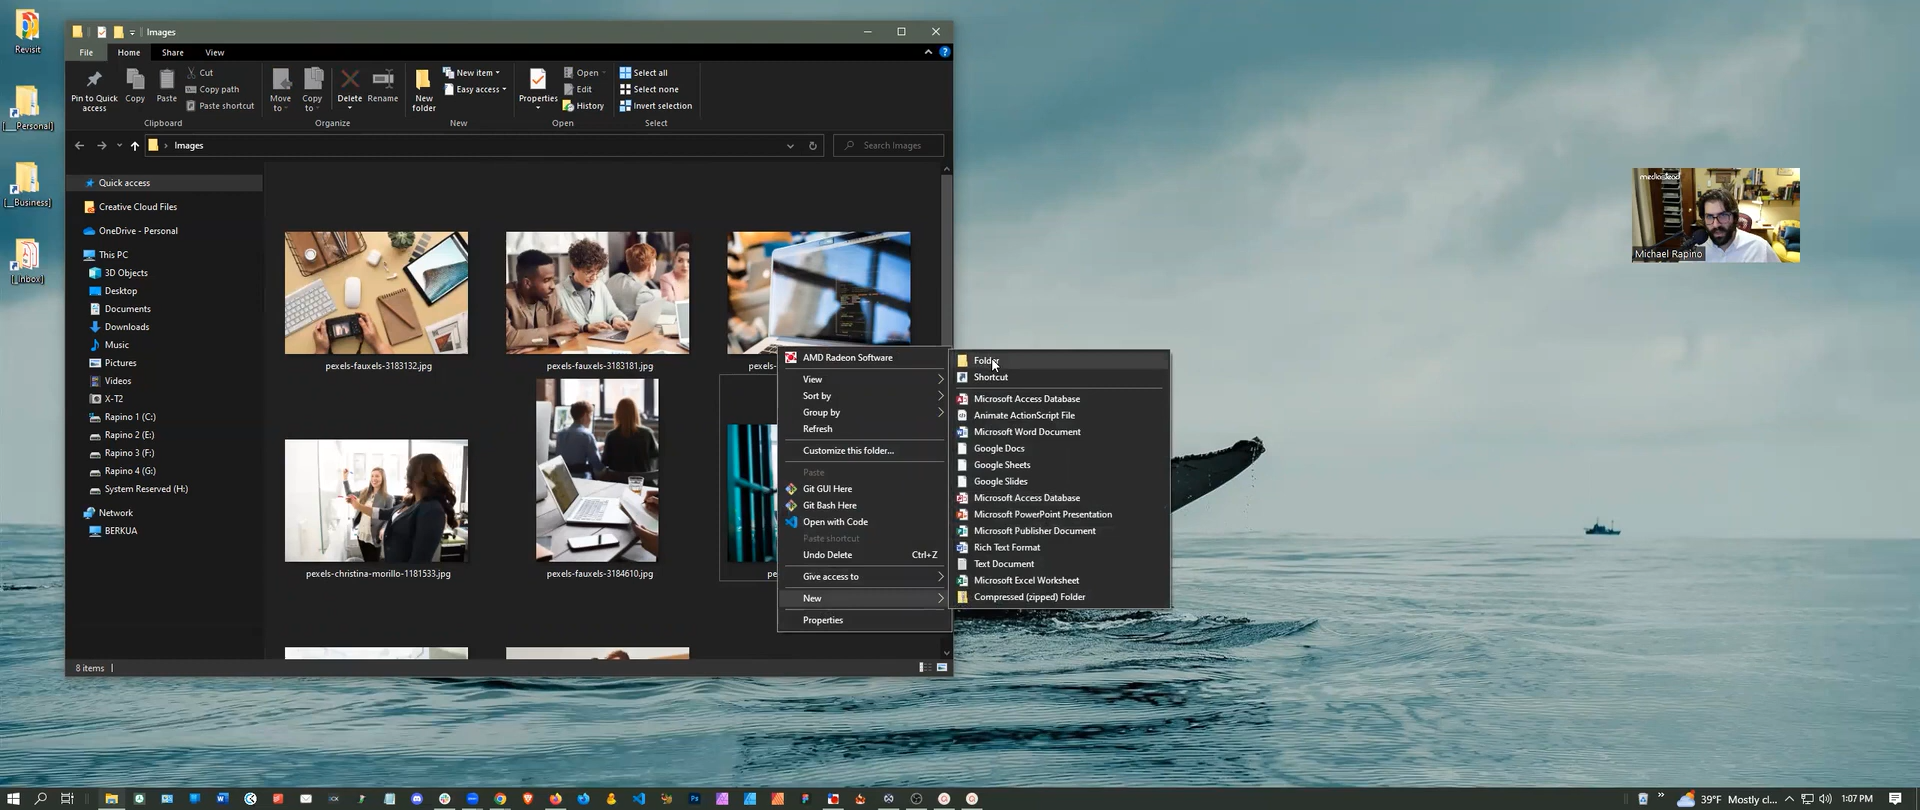 Revisit
[__Personal]
[_Business]
[_Inbox]
Images
File
Home
Share
View
Pin to Quick
access
Copy
Paste
Cut
Copy path
Paste shortcut
Clipboard
Move
to
Copy
to
Delete
Rename
Organize
New
folder
New item
Easy access
New
Properties
Open
Edit
History
Open
Select all
Select none
Invert selection
Select
Images
Search Images
Quick access
Creative Cloud Files
OneDrive - Personal
This PC
3D Objects
Desktop
Documents
Downloads
Music
Pictures
Videos
X-T2
Rapino 1 (C:)
Rapino 2 (E:)
Rapino 3 (F:)
Rapino 4 (G:)
System Reserved (H:)
Network
BERKUA
pexels-fauxels-3183132.jpg
pexels-fauxels-3183181.jpg
pexels-christina-morillo-1181533.jpg
pexels-fauxels-3184610.jpg
8 items
AMD Radeon Software
View
Sort by
Group by
Refresh
Customize this folder...
Paste
Git GUI Here
Git Bash Here
Open with Code
Paste shortcut
Undo Delete Ctrl+Z
Give access to
New
Properties
Folder
Shortcut
Microsoft Access Database
Animate ActionScript File
Microsoft Word Document
Google Docs
Google Sheets
Google Slides
Microsoft Access Database
Microsoft PowerPoint Presentation
Microsoft Publisher Document
Rich Text Format
Text Document
Microsoft Excel Worksheet
Compressed (zipped) Folder
Michael Rapino
39°F Mostly cl...
1:07 PM